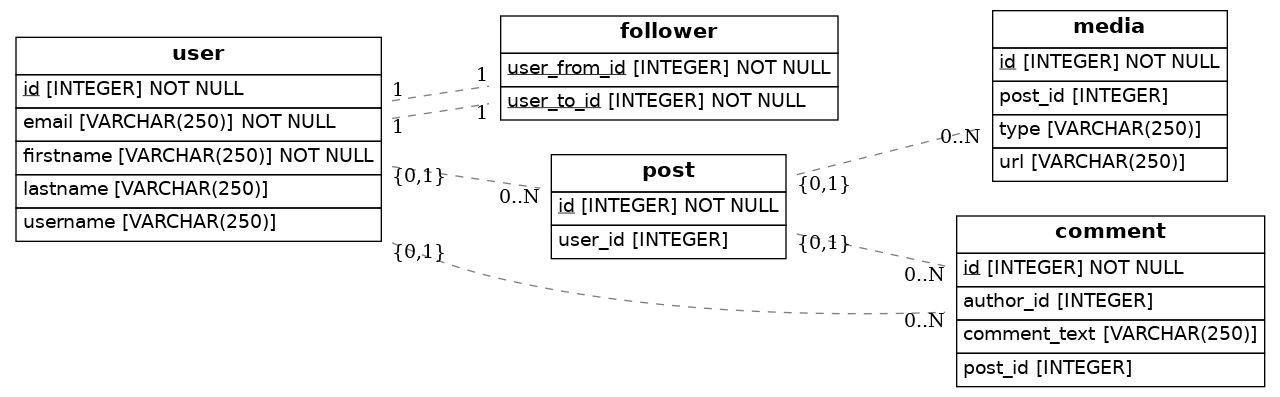 user
id [INTEGER] NOT NULL
email [VARCHAR(250)] NOT NULL
firstname [VARCHAR(250)] NOT NULL
lastname [VARCHAR(250)]
username [VARCHAR(250)]
1
1
{0,1}
{0,1}
follower
user_from_id [INTEGER] NOT NULL
user_to_id [INTEGER] NOT NULL
1
1
0..N
post
id [INTEGER] NOT NULL
user_id [INTEGER]
{0,1}
{0,1}
0..N
media
id [INTEGER] NOT NULL
post_id [INTEGER]
type [VARCHAR(250)]
url [VARCHAR(250)]
0..N
0..N
comment
id [INTEGER] NOT NULL
author_id [INTEGER]
comment_text [VARCHAR(250)]
post_id [INTEGER]